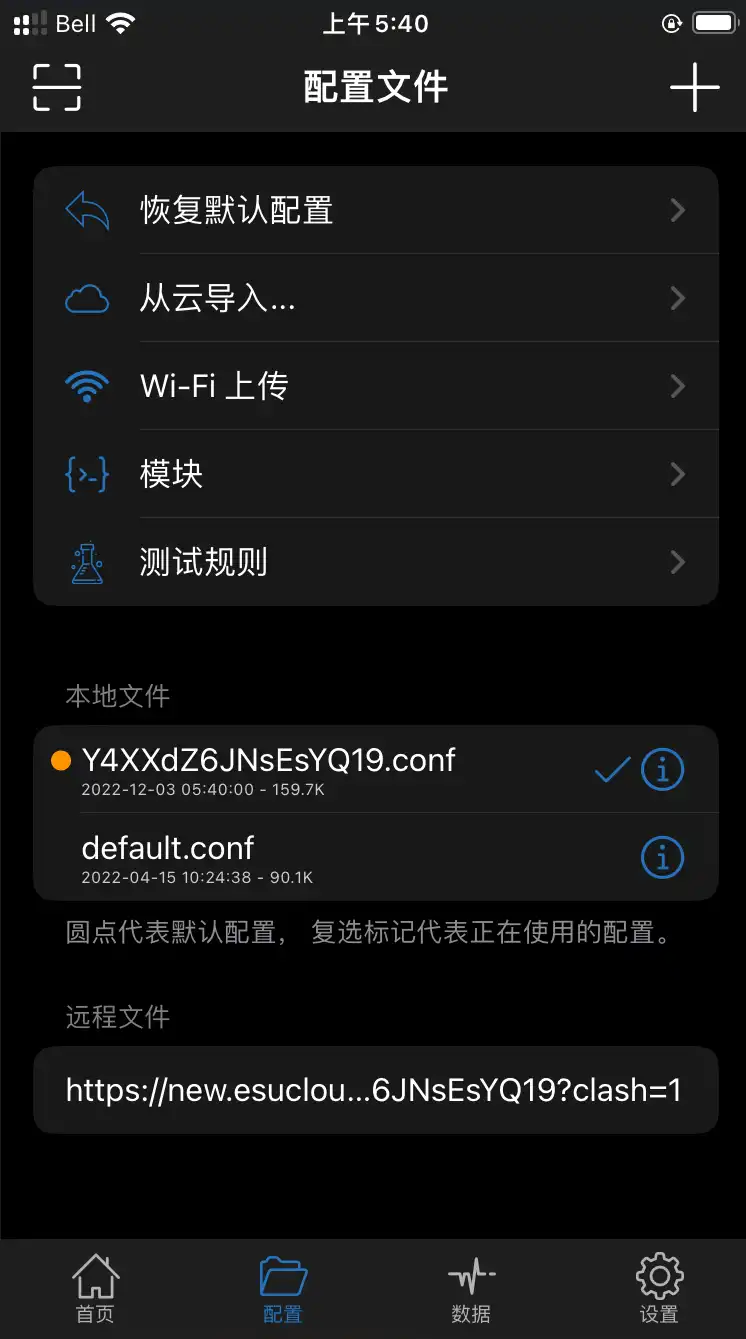 Bell
上午5:40
配置文件
恢复默认配置
从云导入...
Wi-Fi 上传
模块
测试规则
本地文件
Y4XXdZ6JNsEsYQ19.conf
2022-12-03 05:40:00 - 159.7K
default.conf
2022-04-15 10:24:38 - 90.1K
圆点代表默认配置， 复选标记代表正在使用的配置。
远程文件
https://new.esuclou...6JNsEsYQ19?clash=1
首页
配置
数据
设置